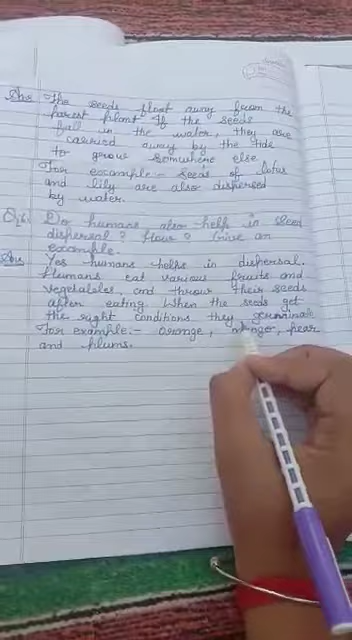 Ans The seeds float away from the
parent plant If the seeds
fall in the water, they are
carried away by the tide
to grow somewhere else
For example - seeds of lotus
and lily are also dispersed
by water.
Q6. Do humans also help in seed
dispersal? How? Give an
example.
Ans Yes humans helps in dispersal.
Humans eat various fruits and
vegetables, and throw their seeds
after eating. When the seeds get
the right conditions they germinate
For example:- orange, mango, pear
and plums.